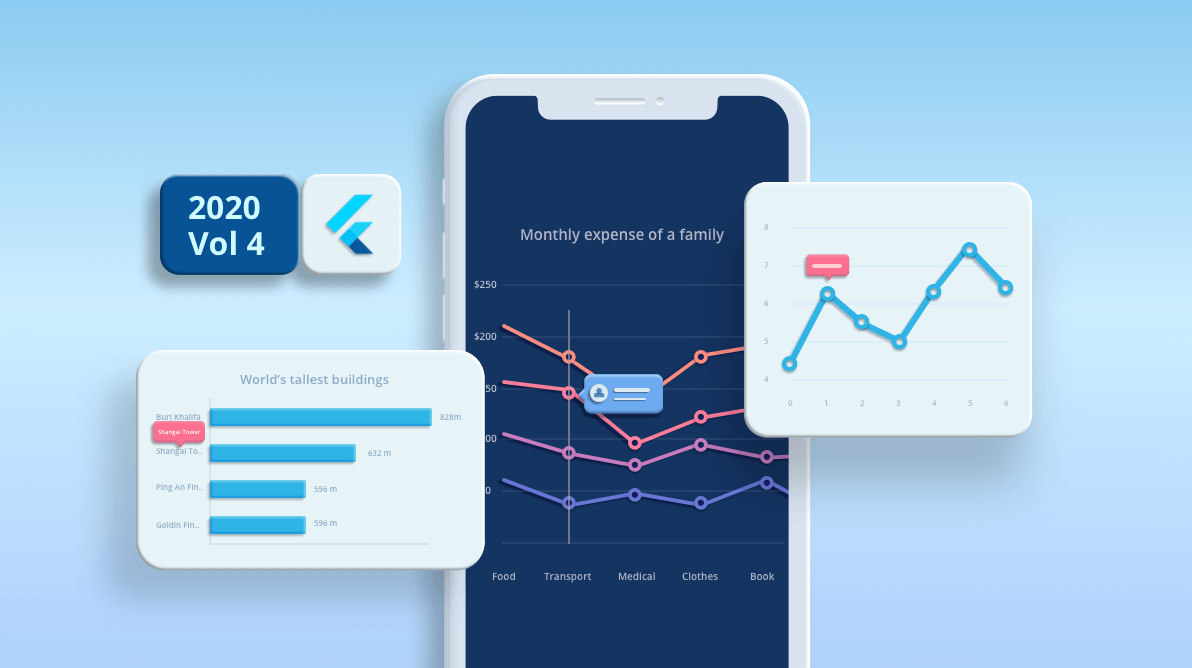 2020
Vol 4
World's tallest buildings
Burj Khalifa
828m
Shangai Tower
Shangai To..
632 m
Ping An Fin..
596 m
Goldin Fin..
596 m
Monthly expense of a family
$250
$200
50
00
0
Food Transport Medical Clothes Book
8
7
6
5
4
0 1 2 3 4 5 6